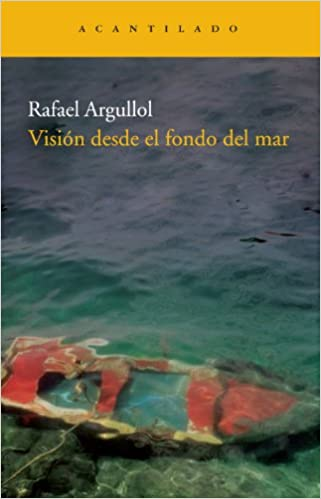 ACANTILADO
Rafael Argullol
Visión desde el fondo del mar